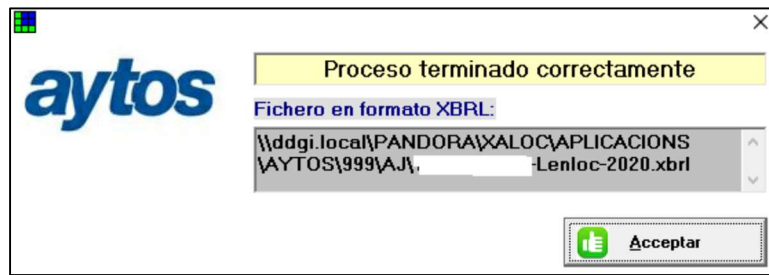 aytos
Proceso terminado correctamente
Fichero en formato XBRL:
\\ddgi.local\PANDORA\XALOC\APLICACIONS
\AYTOS\999\AJ\ -Lenloc-2020.xbrl
Acceptar